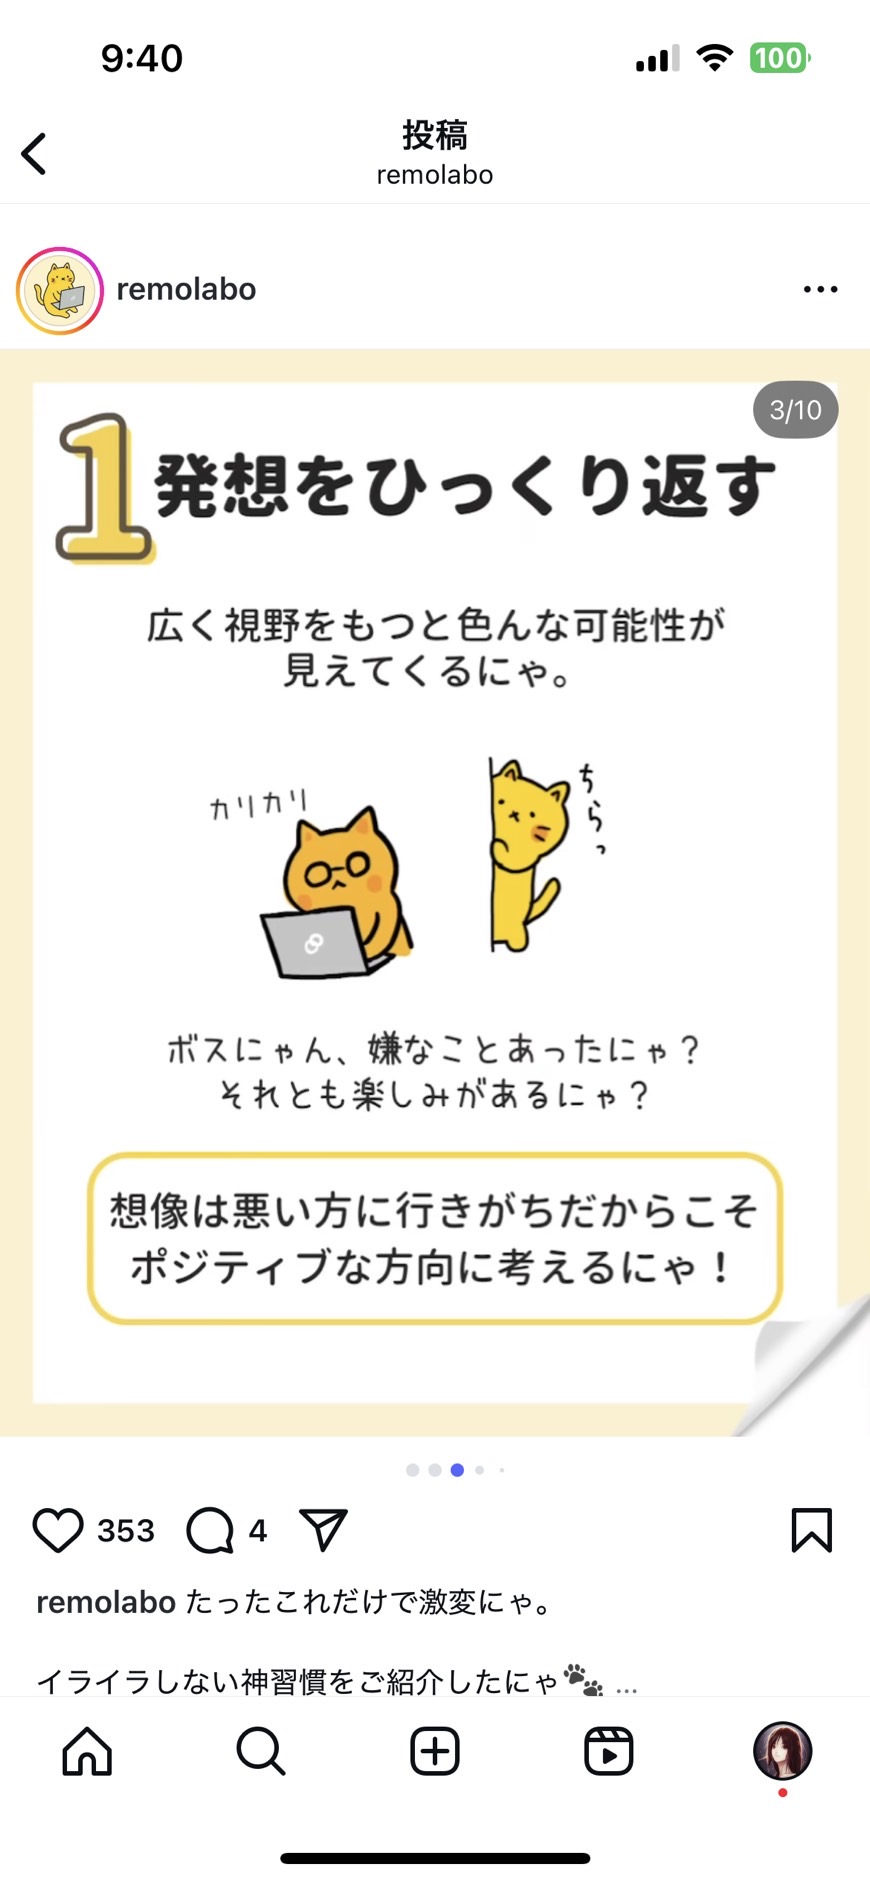 9:40
100
投稿
remolabo
remolabo
3/10
1 発想をひっくり返す
広く視野をもつと色んな可能性が
見えてくるにゃ。
カリカリ
ちらっ
ボスにゃん、嫌なことあったにゃ？
それとも楽しみがあるにゃ？
想像は悪い方に行きがちだからこそ
ポジティブな方向に考えるにゃ！
353
4
remolabo たったこれだけで激変にゃ。
イライラしない神習慣をご紹介したにゃ🐾 ...